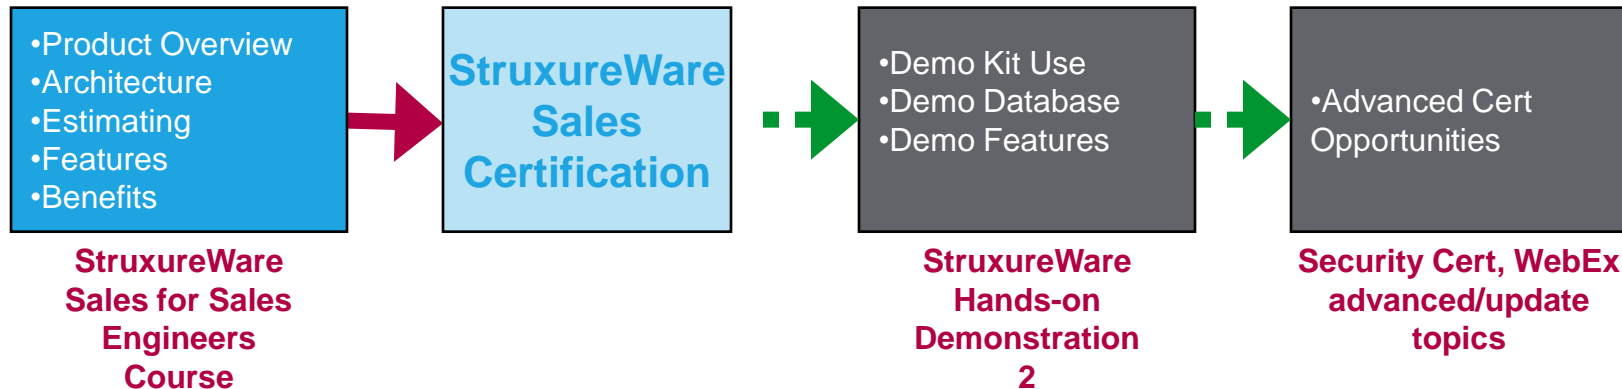 •Product Overview
•Architecture
•Estimating
•Features
•Benefits
StruxureWare
Sales for Sales
Engineers
Course
StruxureWare
Sales
Certification
•Demo Kit Use
•Demo Database
•Demo Features
StruxureWare
Hands-on
Demonstration
2
•Advanced Cert
Opportunities
Security Cert, WebEx
advanced/update
topics